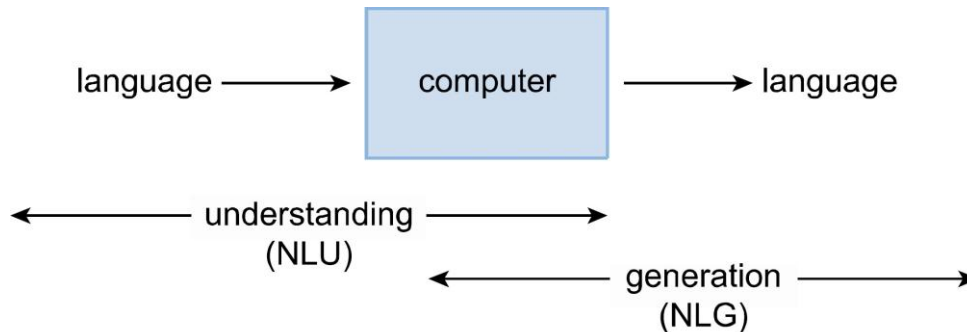 language computer language
understanding
(NLU)
generation
(NLG)